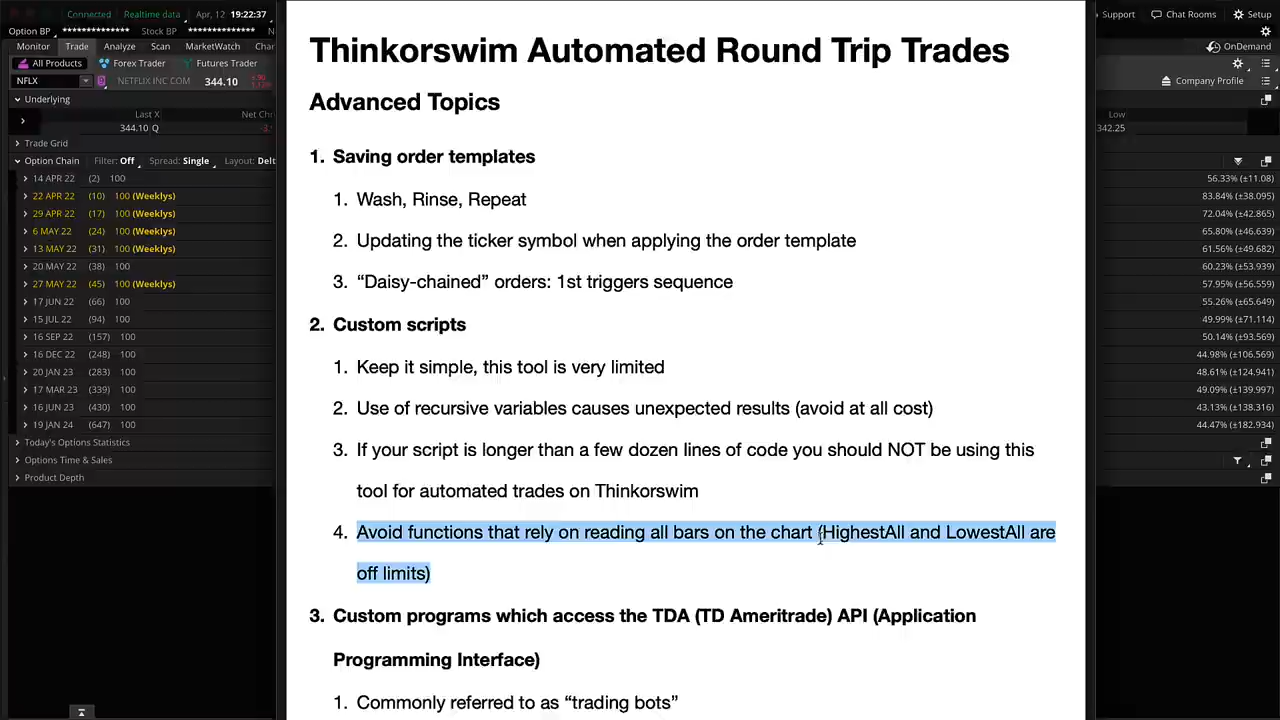 Connected Realtime data Apr, 12 19:22:37
Support Chat Rooms Setup
Option BP ************** Stock BP **************
Monitor Trade Analyze Scan MarketWatch Char
OnDemand
All Products Forex Trader Futures Trader
NFLX NETFLIX INC COM 344.10
Company Profile
Underlying
Last X Net Chn
Low
344.10 Q -3.
342.25
Trade Grid
Option Chain Filter: Off Spread: Single Layout: Delt
14 APR 22 (2) 100 56.33% (±11.08)
22 APR 22 (10) 100 (Weeklys) 83.84% (±38.095)
29 APR 22 (17) 100 (Weeklys) 72.04% (±42.865)
6 MAY 22 (24) 100 (Weeklys) 65.80% (±46.639)
13 MAY 22 (31) 100 (Weeklys) 61.56% (±49.682)
20 MAY 22 (38) 100 60.23% (±53.939)
27 MAY 22 (45) 100 (Weeklys) 57.95% (±56.559)
17 JUN 22 (66) 100 55.26% (±65.649)
15 JUL 22 (94) 100 49.99% (±71.114)
16 SEP 22 (157) 100 50.14% (±93.569)
16 DEC 22 (248) 100 44.98% (±106.569)
20 JAN 23 (283) 100 48.61% (±124.941)
17 MAR 23 (339) 100 49.09% (±139.997)
16 JUN 23 (430) 100 43.13% (±138.316)
19 JAN 24 (647) 100 44.47% (±182.934)
Today's Options Statistics
Options Time & Sales
Product Depth
Thinkorswim Automated Round Trip Trades
Advanced Topics
1. Saving order templates
1. Wash, Rinse, Repeat
2. Updating the ticker symbol when applying the order template
3. “Daisy-chained” orders: 1st triggers sequence
2. Custom scripts
1. Keep it simple, this tool is very limited
2. Use of recursive variables causes unexpected results (avoid at all cost)
3. If your script is longer than a few dozen lines of code you should NOT be using this
tool for automated trades on Thinkorswim
4. Avoid functions that rely on reading all bars on the chart (HighestAll and LowestAll are
off limits)
3. Custom programs which access the TDA (TD Ameritrade) API (Application
Programming Interface)
1. Commonly referred to as “trading bots”